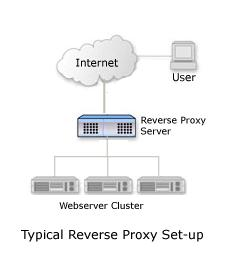 Internet
User
Reverse Proxy
Server
Webserver Cluster
Typical Reverse Proxy Set-up